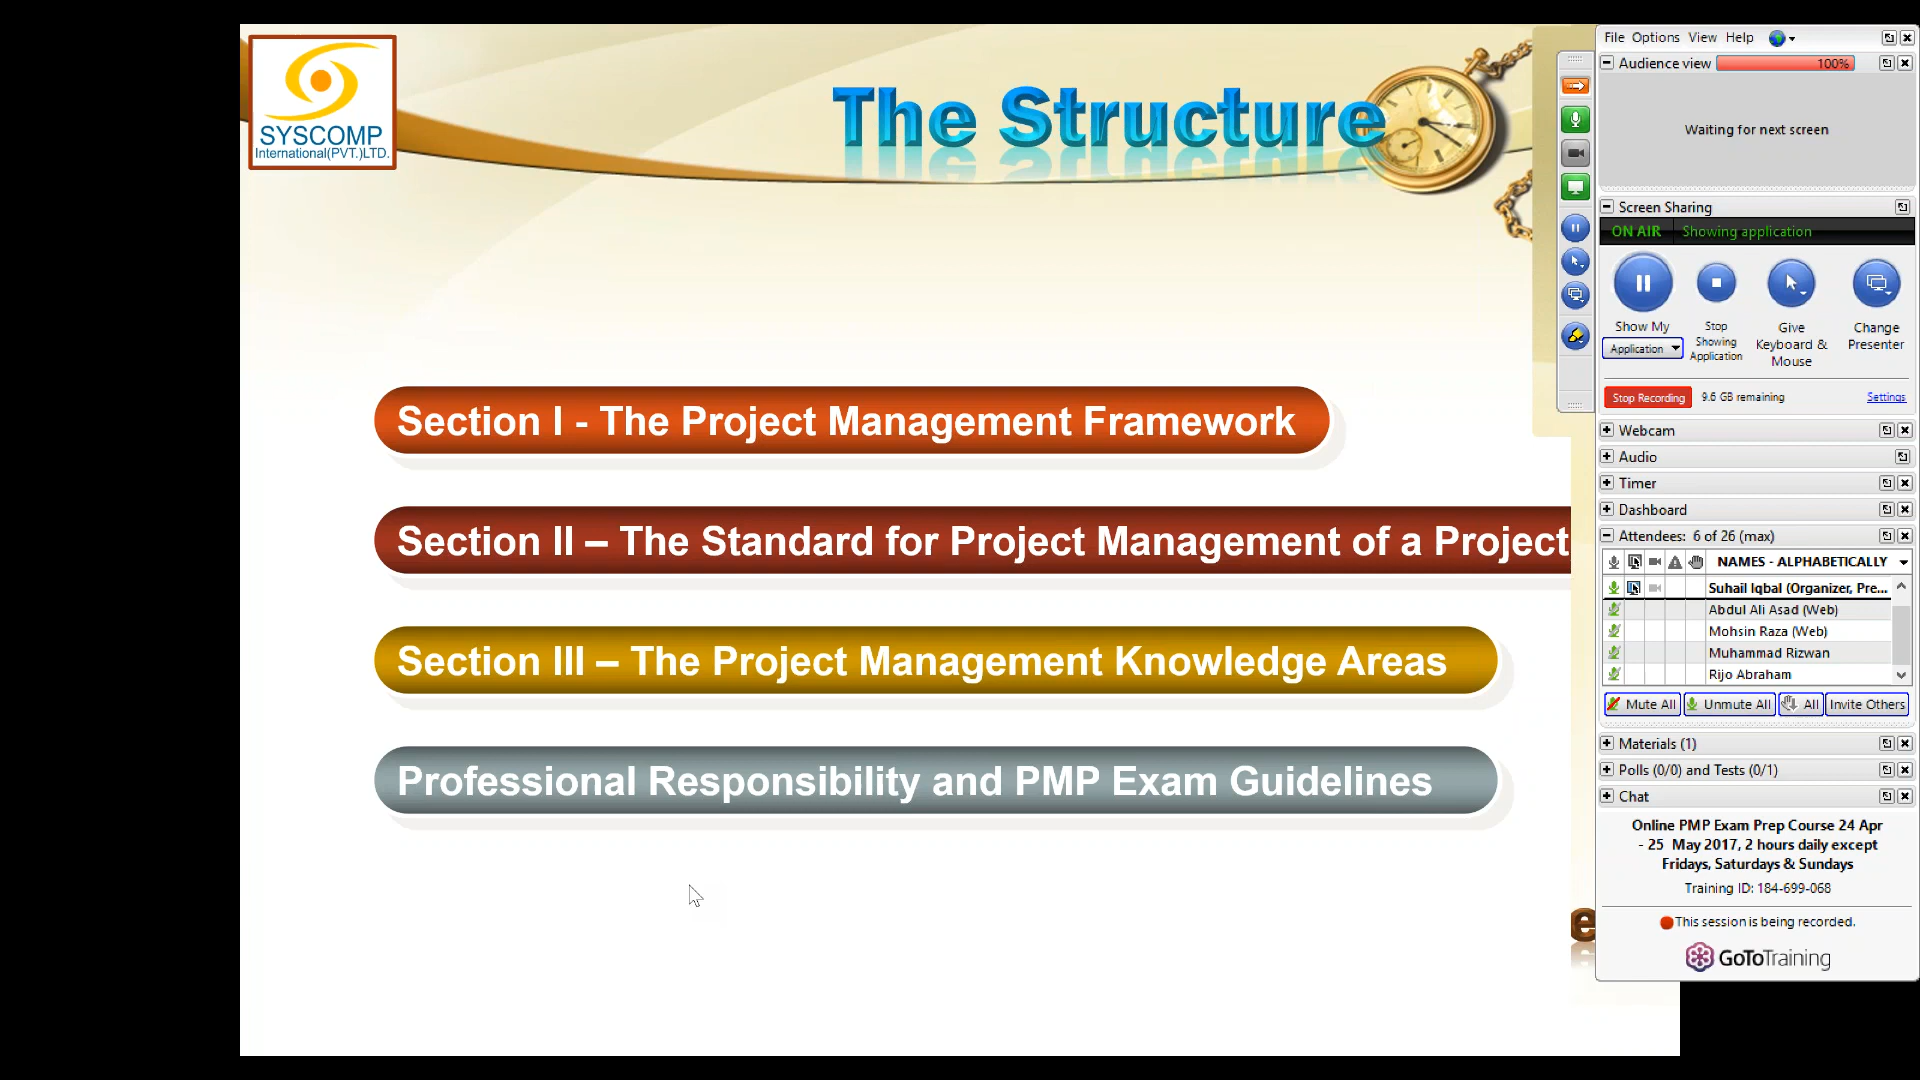 SYSCOMP
International(PVT.)LTD.
The Structure
Section I - The Project Management Framework
Section II – The Standard for Project Management of a Project
Section III – The Project Management Knowledge Areas
Professional Responsibility and PMP Exam Guidelines
File Options View Help
Audience view 100%
Waiting for next screen
Screen Sharing
ON AIR Showing application
Show My
Application
Stop
Showing
Application
Give
Keyboard &
Mouse
Change
Presenter
Stop Recording 9.6 GB remaining Settings
Webcam
Audio
Timer
Dashboard
Attendees: 6 of 26 (max)
NAMES - ALPHABETICALLY
Suhail Iqbal (Organizer, Pre...
Abdul Ali Asad (Web)
Mohsin Raza (Web)
Muhammad Rizwan
Rijo Abraham
Mute All Unmute All All Invite Others
Materials (1)
Polls (0/0) and Tests (0/1)
Chat
Online PMP Exam Prep Course 24 Apr
- 25 May 2017, 2 hours daily except
Fridays, Saturdays & Sundays
Training ID: 184-699-068
This session is being recorded.
GoToTraining